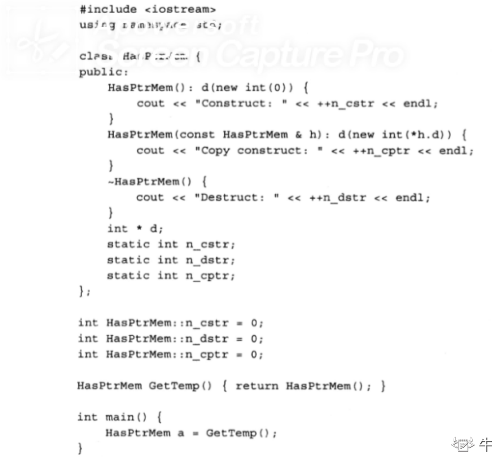 #include <iostream>
using namespace std;
class HasPtrMem {
public:
HasPtrMem(): d(new int(0)) {
cout << "Construct: " << ++n_cstr << endl;
}
HasPtrMem(const HasPtrMem & h): d(new int(*h.d)) {
cout << "Copy construct: " << ++n_cptr << endl;
}
~HasPtrMem() {
cout << "Destruct: " << ++n_dstr << endl;
}
int * d;
static int n_cstr;
static int n_dstr;
static int n_cptr;
};
int HasPtrMem::n_cstr = 0;
int HasPtrMem::n_dstr = 0;
int HasPtrMem::n_cptr = 0;
HasPtrMem GetTemp() { return HasPtrMem(); }
int main() {
HasPtrMem a = GetTemp();
}
牛